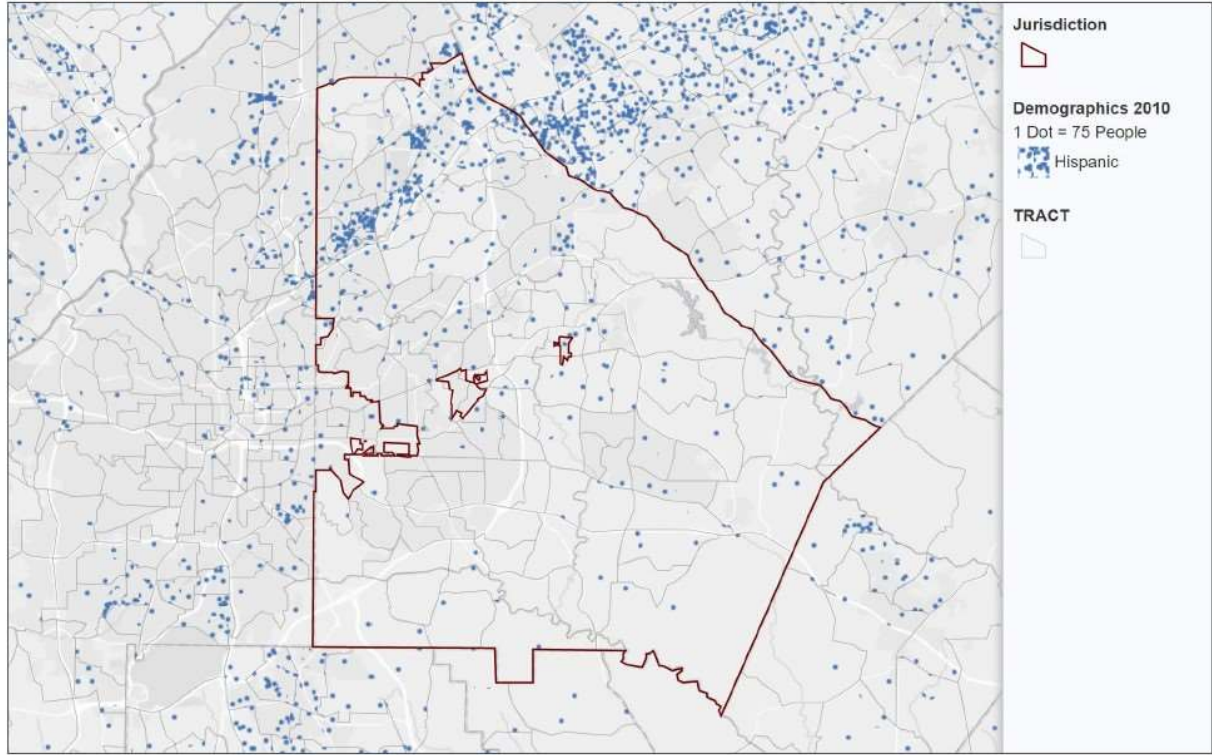 Jurisdiction
Demographics 2010
1 Dot = 75 People
Hispanic
TRACT